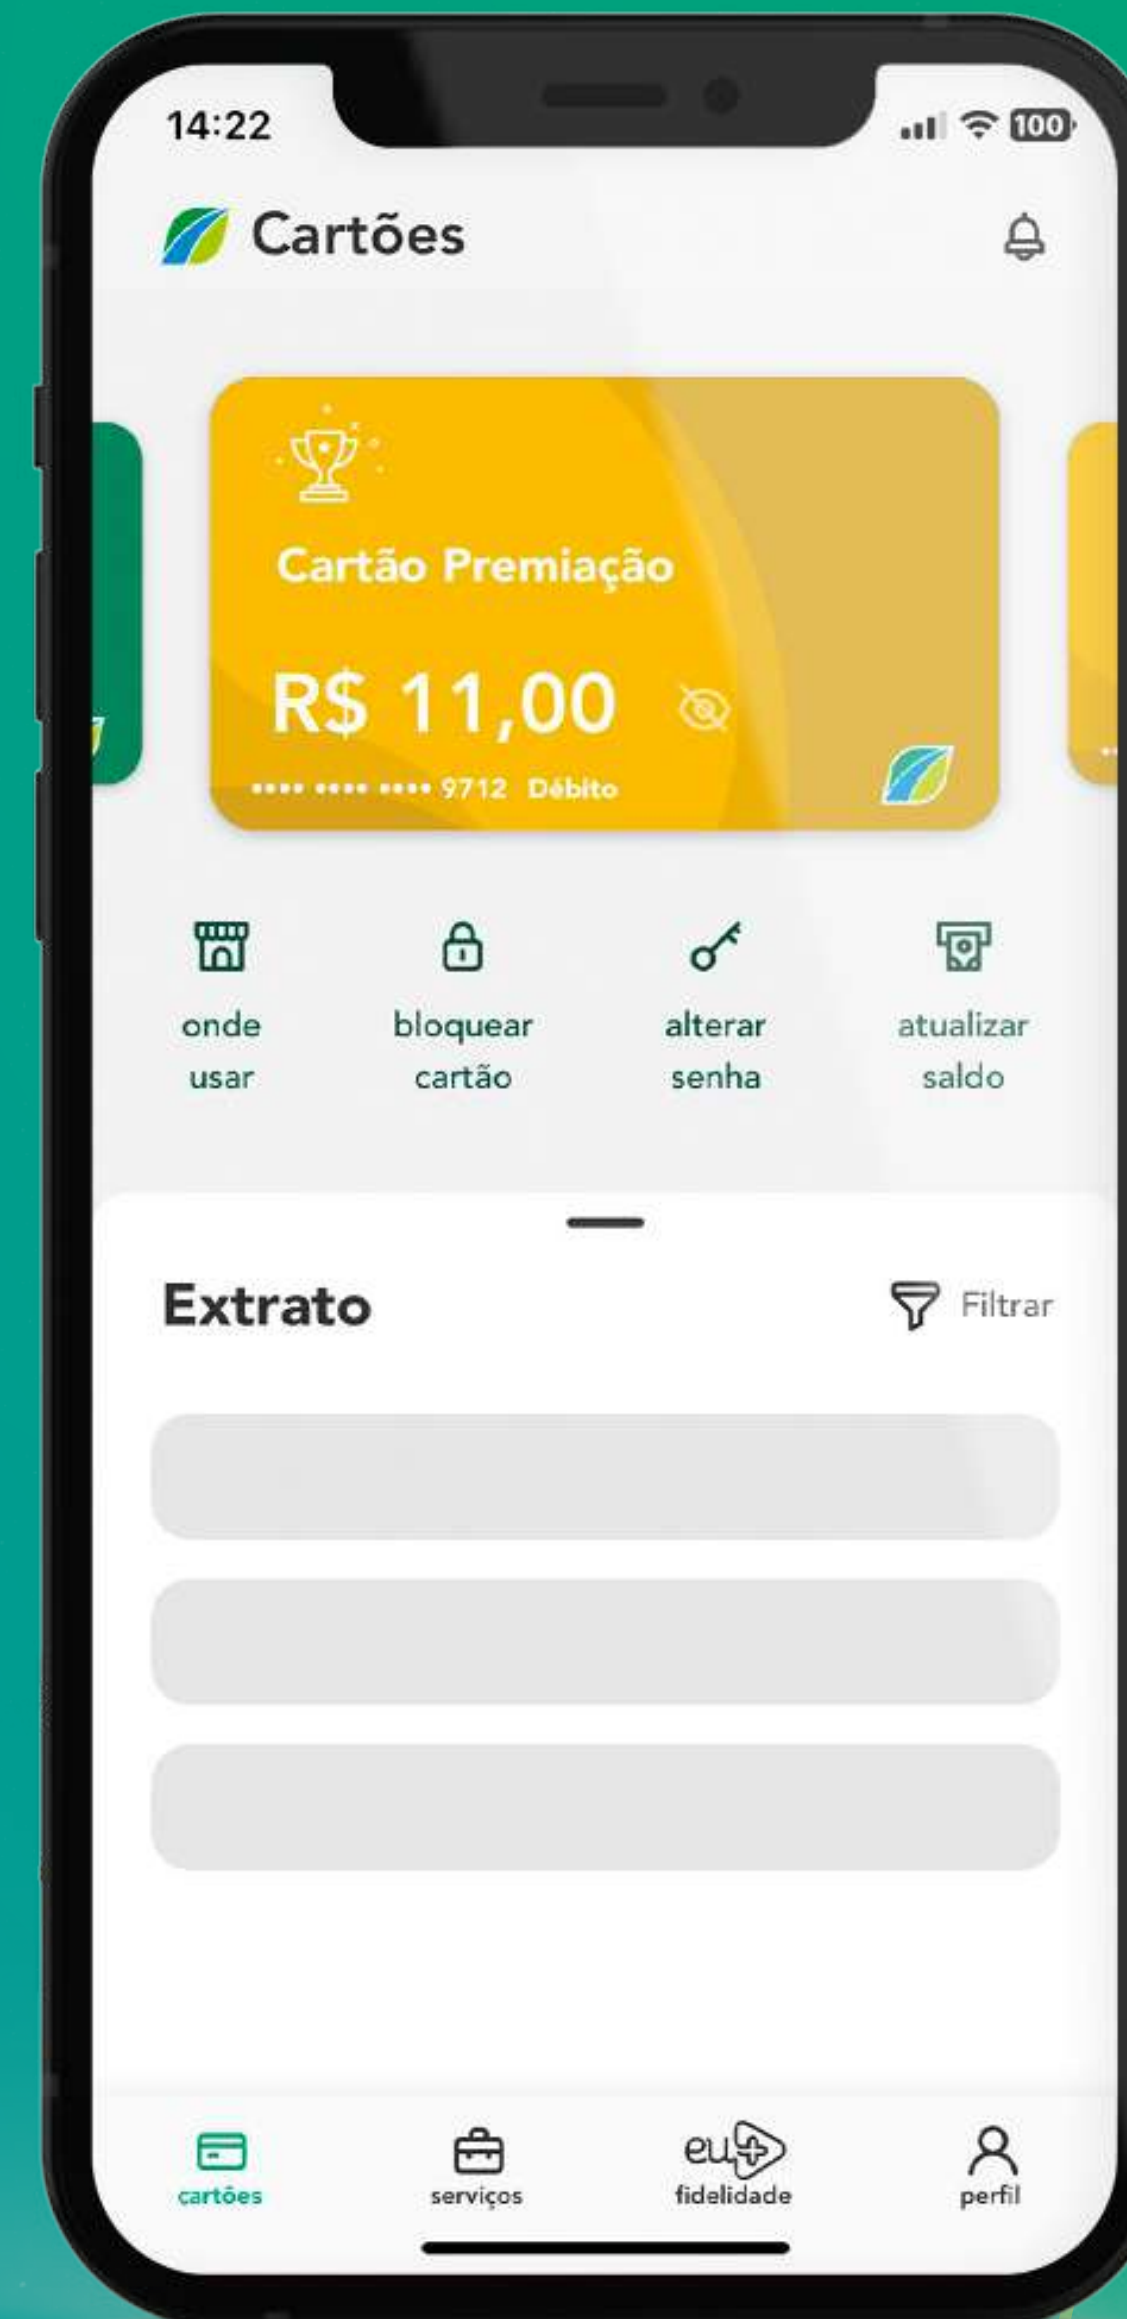 14:22
100
Cartões
Cartão Premiação
R$ 11,00
•••• •••• •••• 9712 Débito
onde usar
bloquear cartão
alterar senha
atualizar saldo
Extrato
Filtrar
cartões
serviços
eu+
fidelidade
perfil